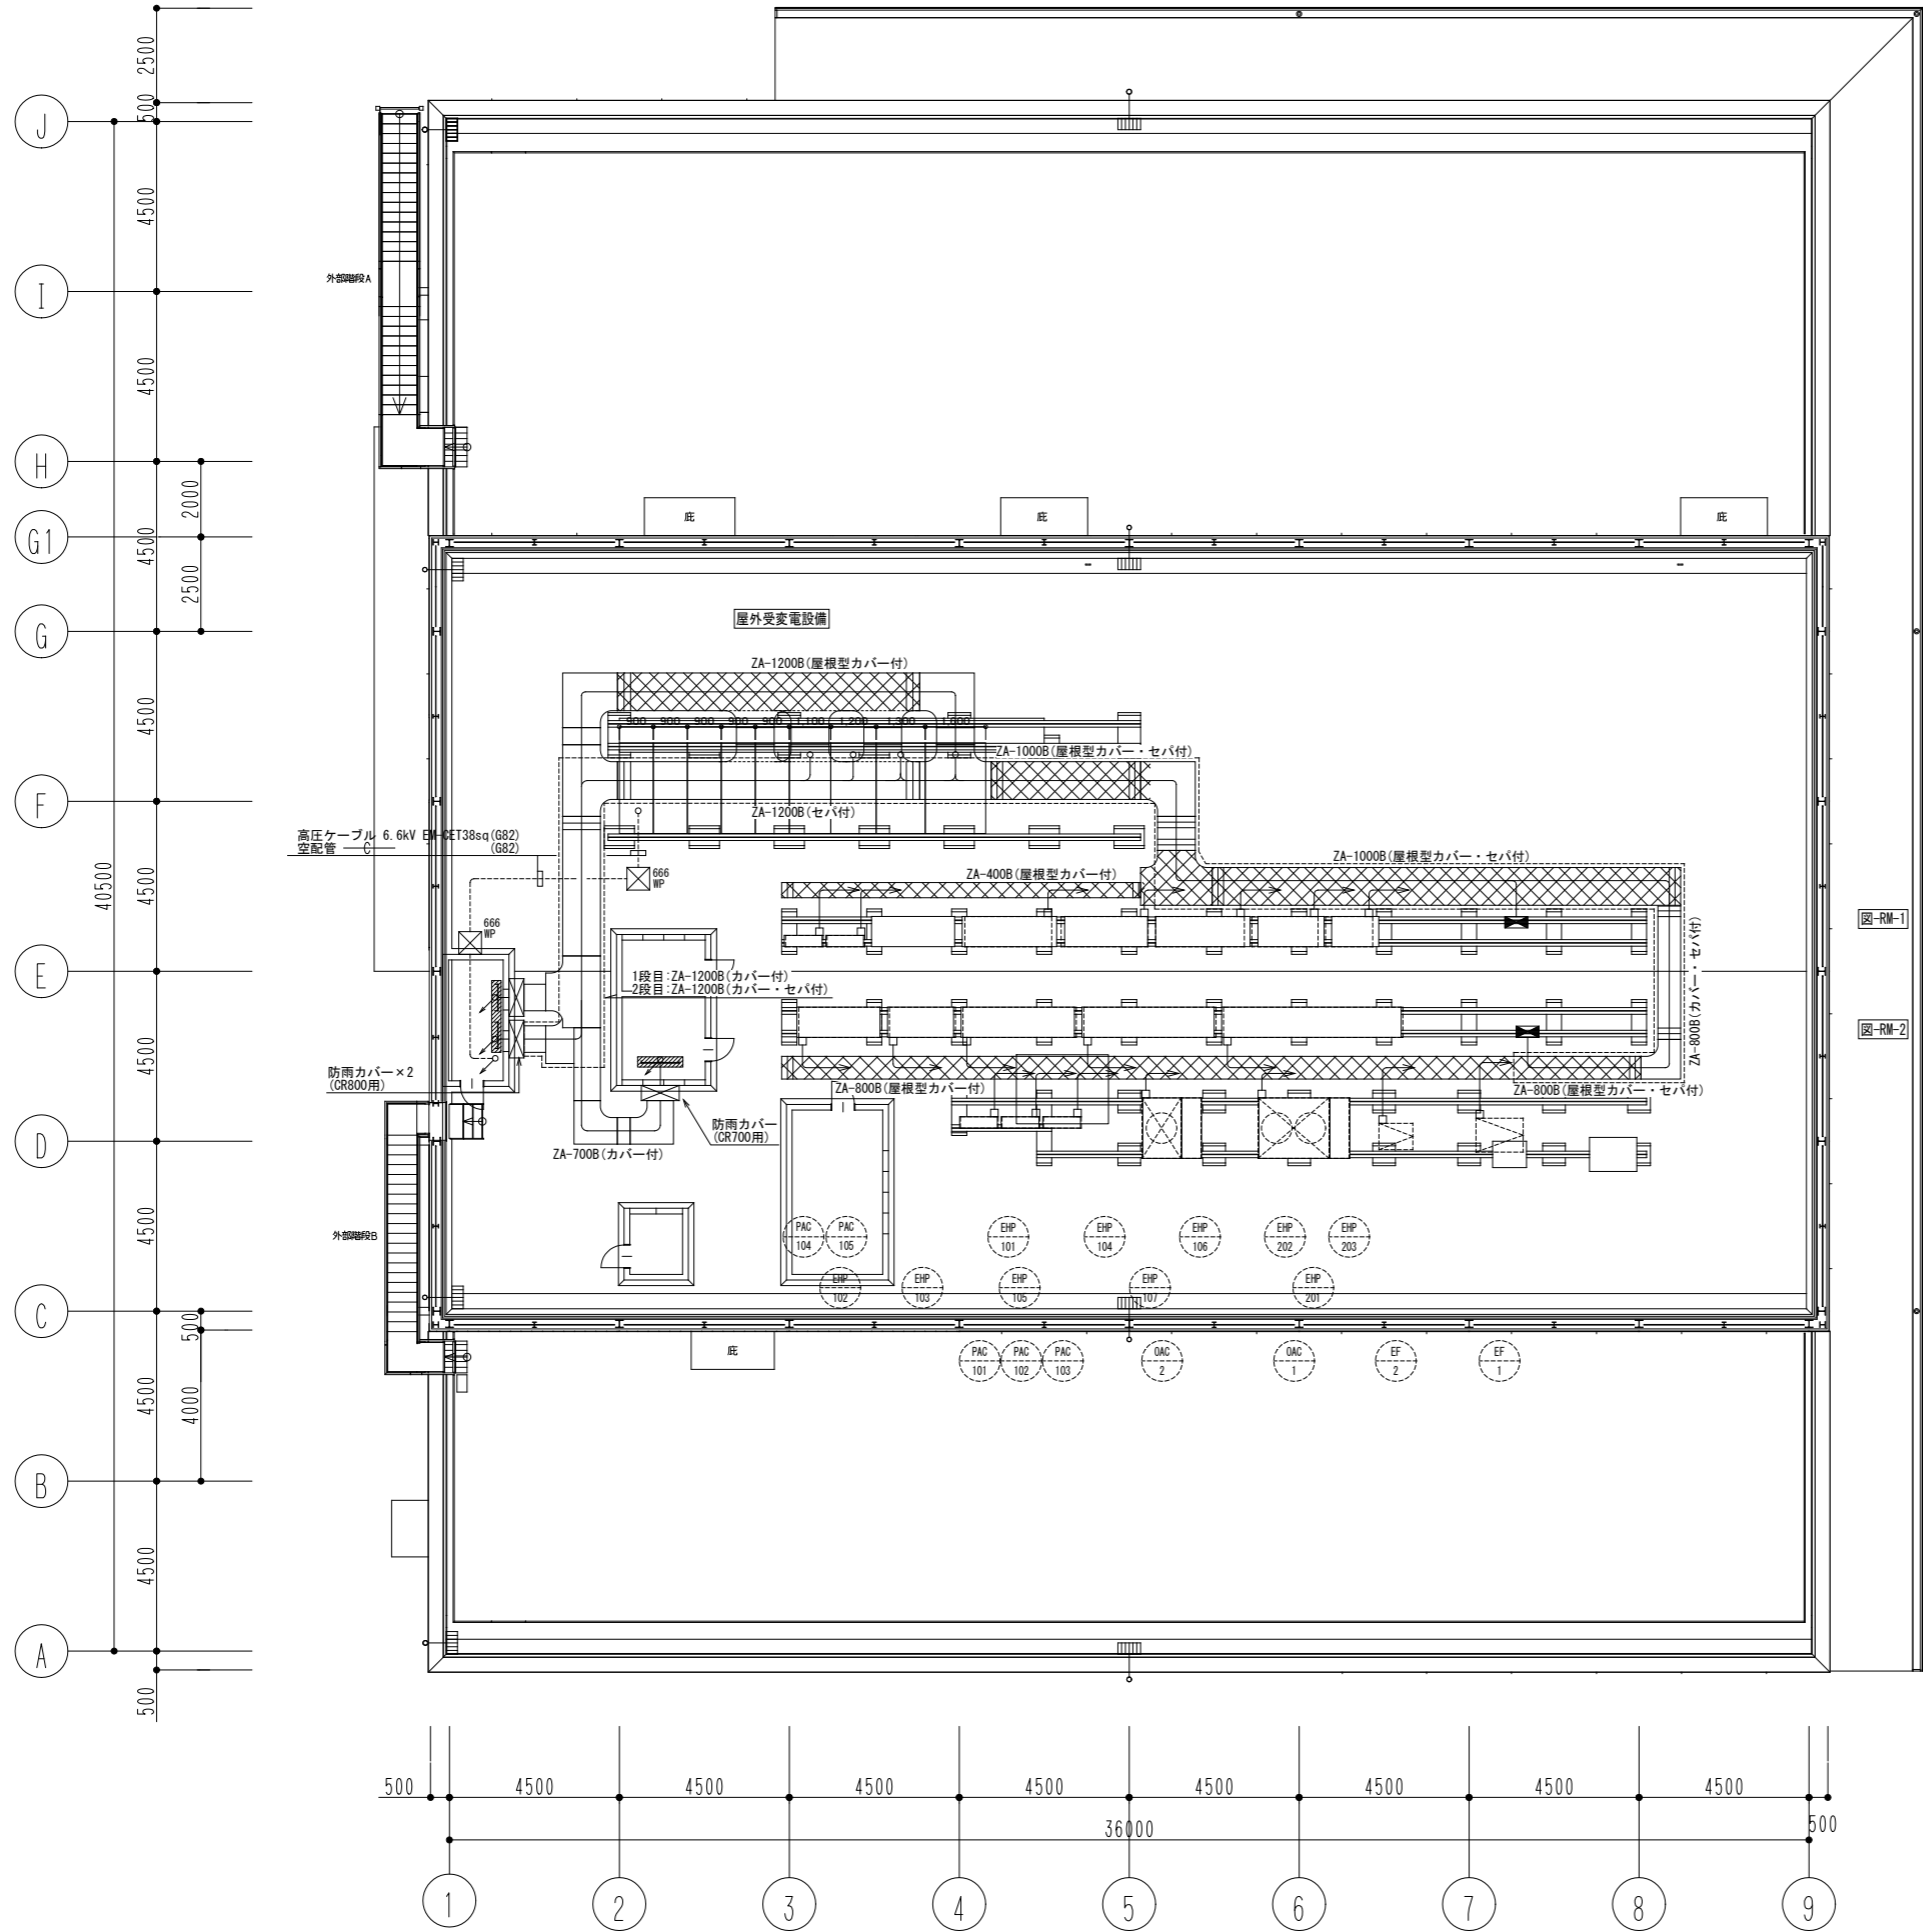 2500
500
J
4500
外部階段A
I
4500
H
2000
4500
G1
庇
庇
庇
2500
G
屋外受変電設備
ZA-1200B(屋根型カバー付)
4500
900 900 900 900 900 1,100 1,200 1,300 1,600
ZA-1000B(屋根型カバー・セパ付)
F
ZA-1200B(セパ付)
高圧ケーブル 6.6kV EM-CET38sq(G82)
空配管 C (G82)
40500
4500
ZA-1000B(屋根型カバー・セパ付)
666
WP
ZA-400B(屋根型カバー付)
666
WP
図-RM-1
E
1段目:ZA-1200B(カバー付)
2段目:ZA-1200B(カバー・セパ付)
ZA-800B(カバー・セパ付)
図-RM-2
4500
防雨カバー×2
(CR800用)
ZA-800B(屋根型カバー付)
ZA-800B(屋根型カバー・セパ付)
防雨カバー
(CR700用)
D
ZA-700B(カバー付)
4500
外部階段B
PAC
104
PAC
105
EHP
101
EHP
104
EHP
106
EHP
202
EHP
203
EHP
102
EHP
103
EHP
105
EHP
107
EHP
201
C
500
庇
PAC
101
PAC
102
PAC
103
OAC
2
OAC
1
EF
2
EF
1
4500
4000
B
4500
A
500
500 4500 4500 4500 4500 4500 4500 4500 4500
36000
500
1 2 3 4 5 6 7 8 9